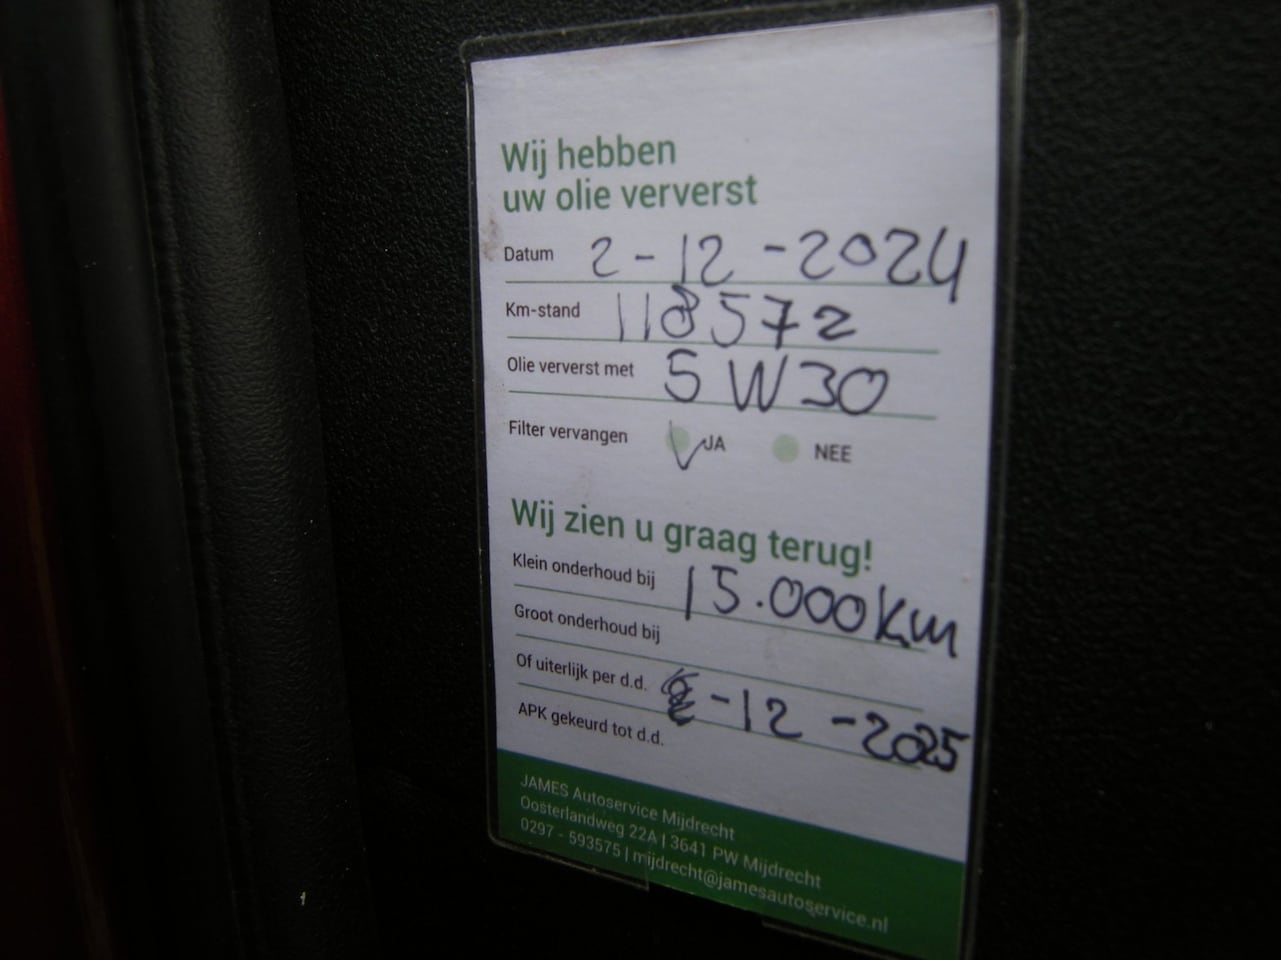 Wij hebben
uw olie ververst
Datum 2-12-2024
Km-stand 118572
Olie ververst met 5W30
Filter vervangen JA NEE
Wij zien u graag terug!
Klein onderhoud bij 15.000Km
Groot onderhoud bij
Of uiterlijk per d.d. -12-2025
APK gekeurd tot d.d.
JAMES Autoservice Mijdrecht
Oosterlandweg 22A | 3641 PW Mijdrecht
0297 - 593575 | mijdrecht@jamesautoservice.nl